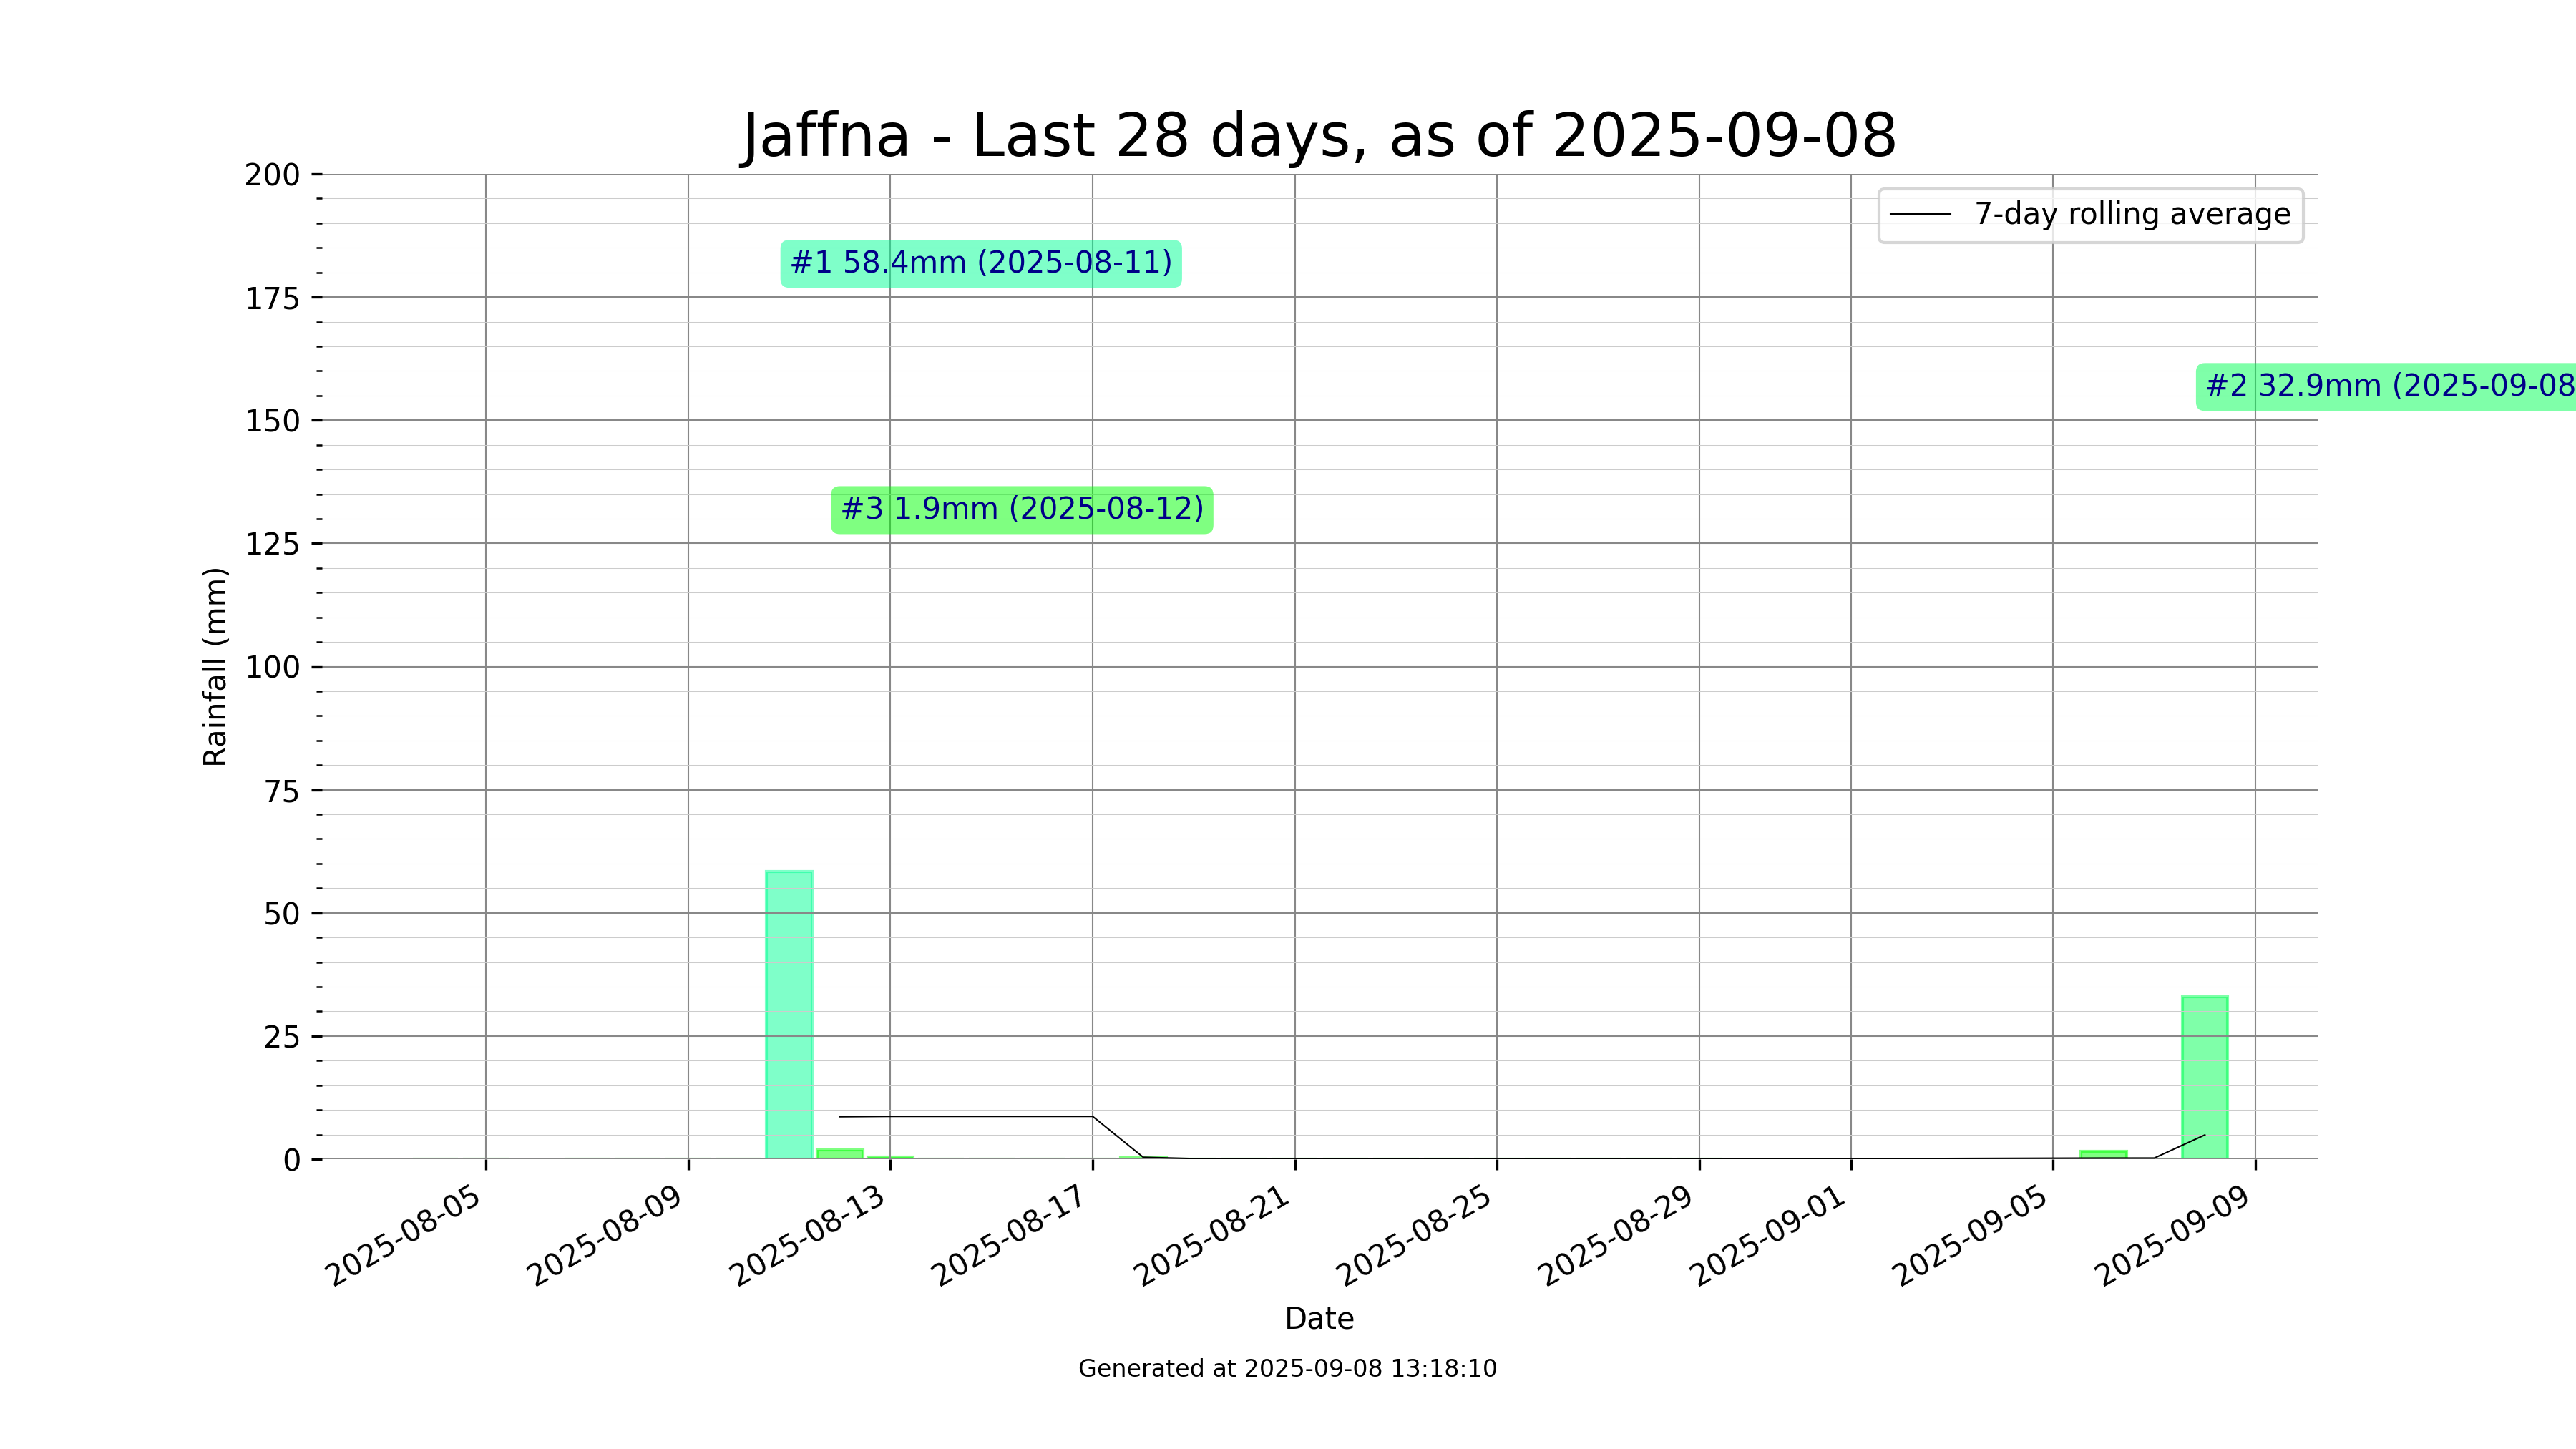 Jaffna - Last 28 days, as of 2025-09-08
200
175
150
125
100
75
50
25
0
Rainfall (mm)
7-day rolling average
#1 58.4mm (2025-08-11)
#2 32.9mm (2025-09-08
#3 1.9mm (2025-08-12)
2025-08-05
2025-08-09
2025-08-13
2025-08-17
2025-08-21
2025-08-25
2025-08-29
2025-09-01
2025-09-05
2025-09-09
Date
Generated at 2025-09-08 13:18:10